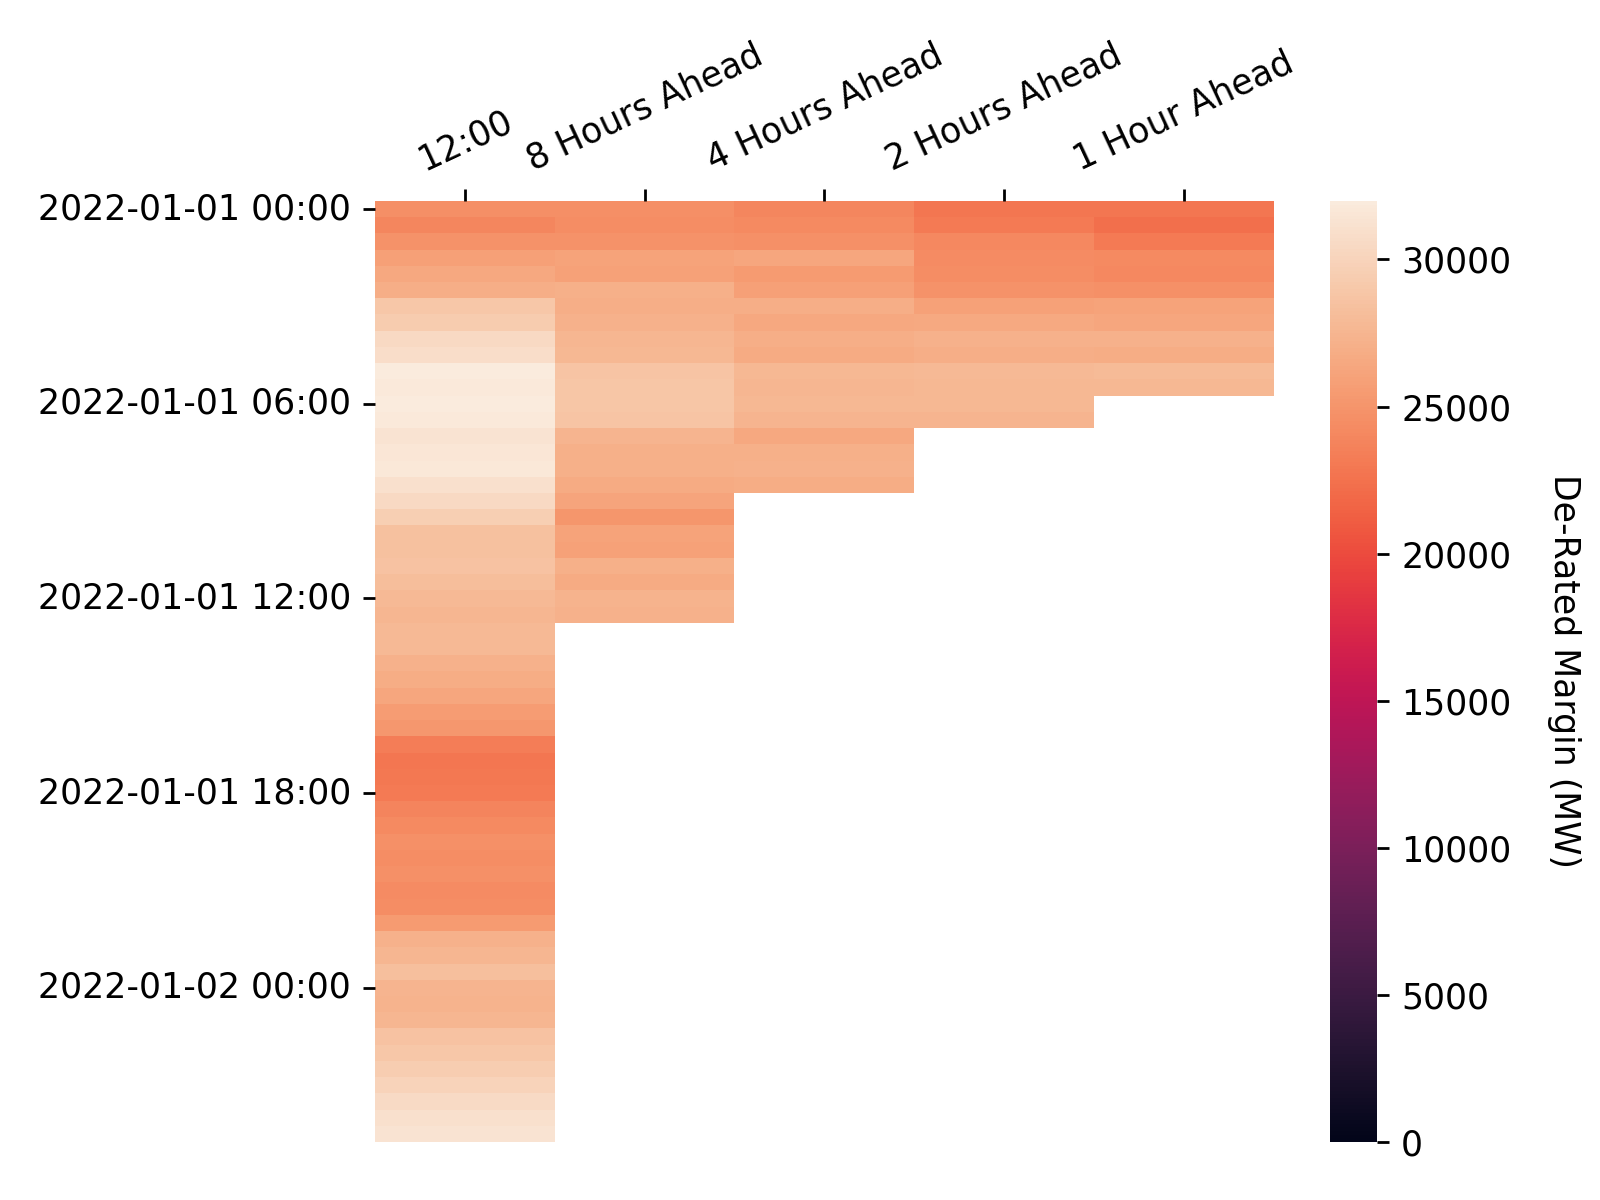 12:00
8 Hours Ahead
4 Hours Ahead
2 Hours Ahead
1 Hour Ahead
2022-01-01 00:00
2022-01-01 06:00
2022-01-01 12:00
2022-01-01 18:00
2022-01-02 00:00
30000
25000
20000
15000
10000
5000
0
De-Rated Margin (MW)